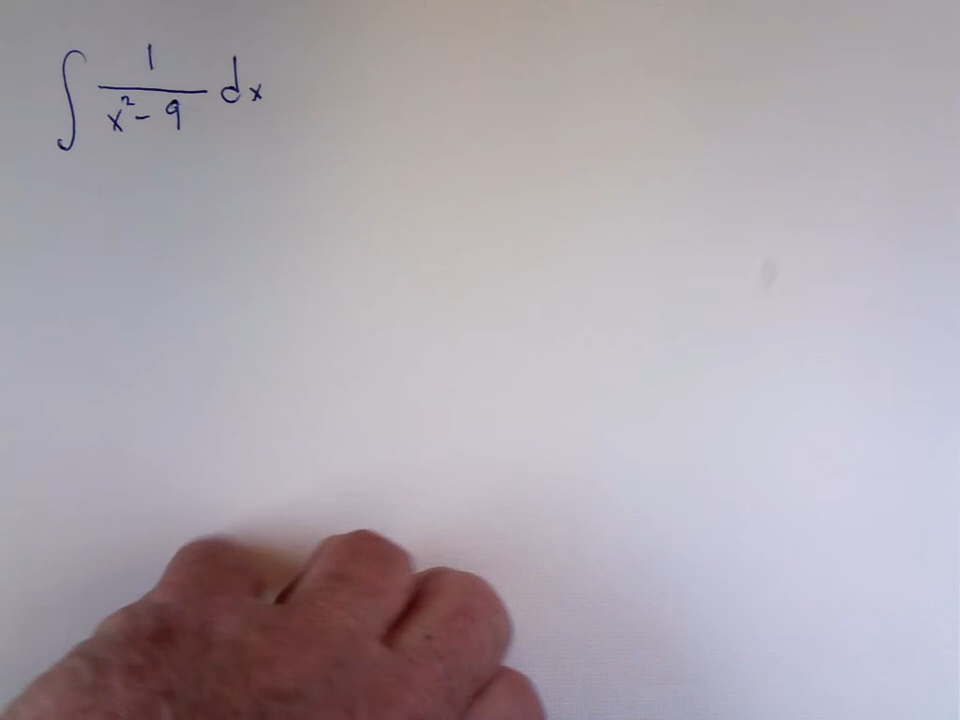 ∫ 1/(x² - 9) dx